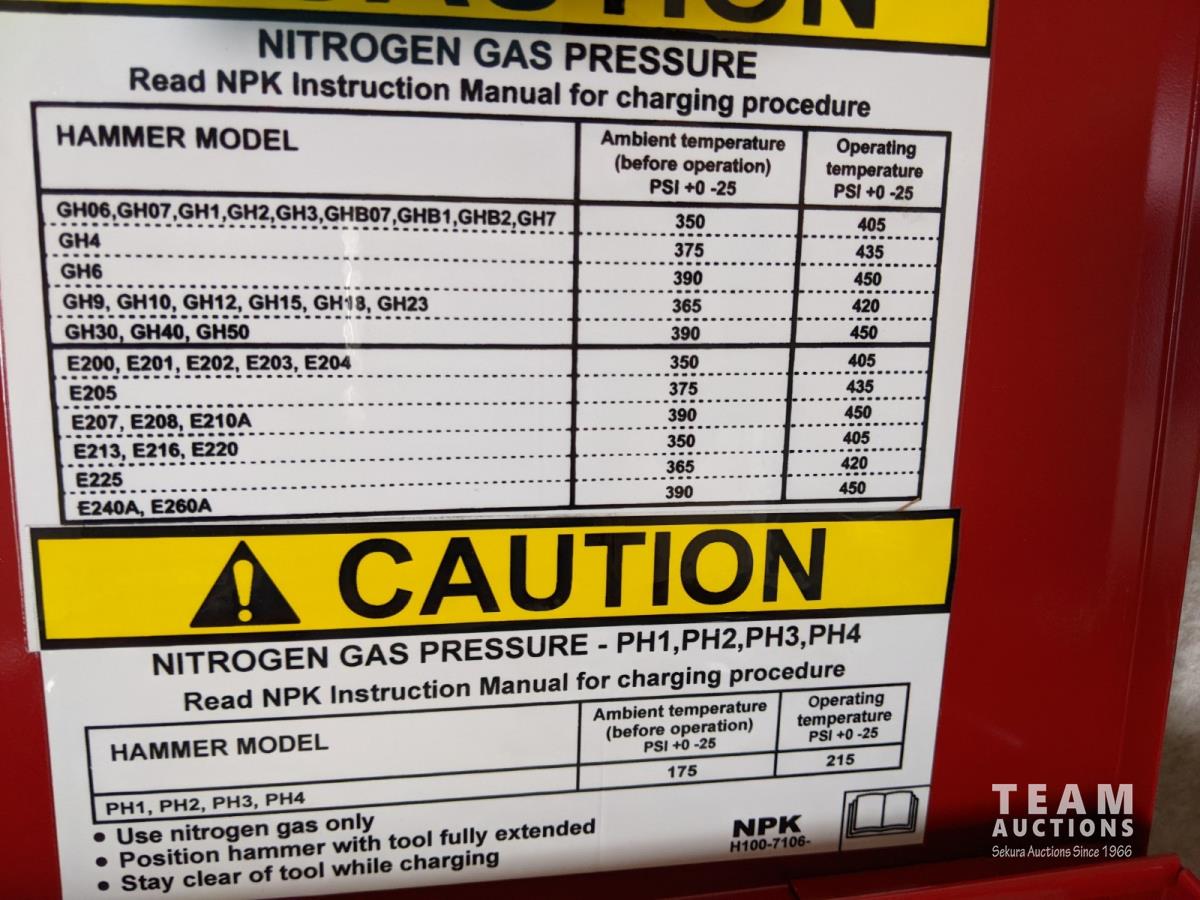 CAUTION
NITROGEN GAS PRESSURE
Read NPK Instruction Manual for charging procedure
HAMMER MODEL
Ambient temperature
(before operation)
PSI +0 -25
Operating
temperature
PSI +0 -25
GH06,GH07,GH1,GH2,GH3,GHB07,GHB1,GHB2,GH7 350 405
GH4 375 435
GH6 390 450
GH9, GH10, GH12, GH15, GH18, GH23 365 420
GH30, GH40, GH50 390 450
E200, E201, E202, E203, E204 350 405
E205 375 435
E207, E208, E210A 390 450
E213, E216, E220 350 405
E225 365 420
E240A, E260A 390 450
CAUTION
NITROGEN GAS PRESSURE - PH1,PH2,PH3,PH4
Read NPK Instruction Manual for charging procedure
HAMMER MODEL
Ambient temperature
(before operation)
PSI +0 -25
Operating
temperature
PSI +0 -25
PH1, PH2, PH3, PH4 175 215
• Use nitrogen gas only
• Position hammer with tool fully extended
• Stay clear of tool while charging
NPK
H100-7106-
TEAM
AUCTIONS
Sekura Auctions Since 1966